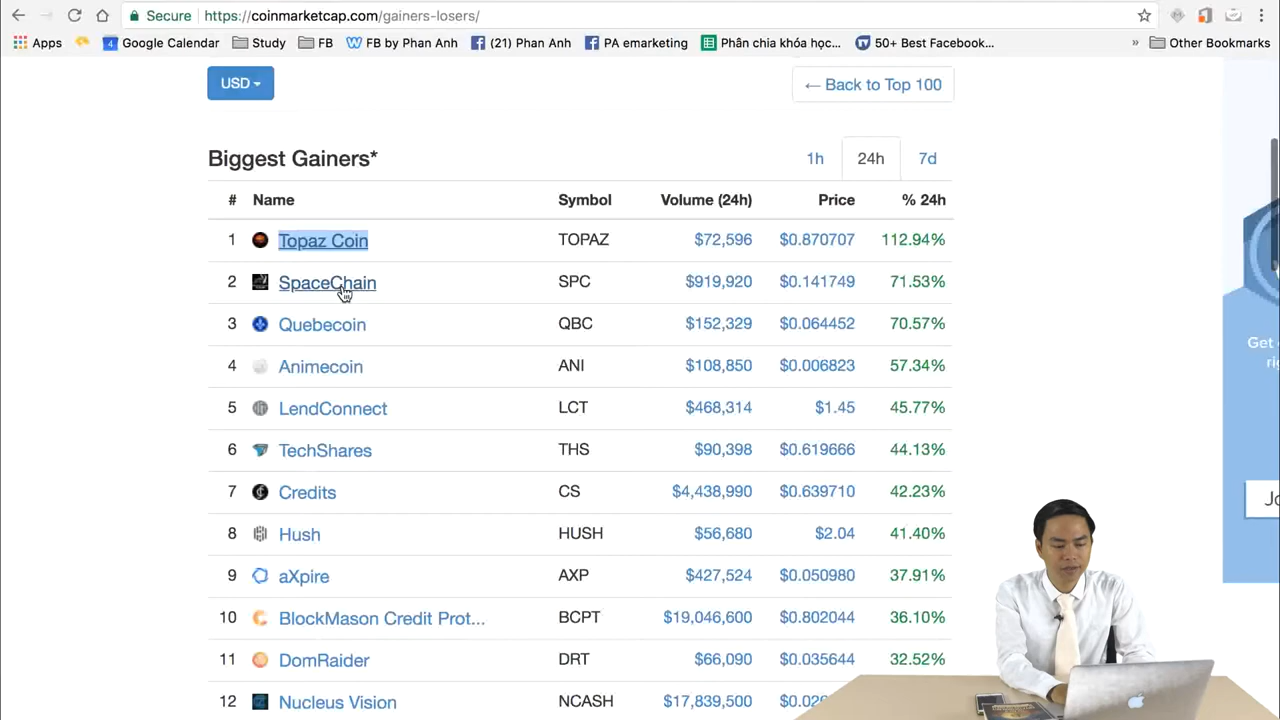 Secure https://coinmarketcap.com/gainers-losers/
Apps Google Calendar Study FB FB by Phan Anh (21) Phan Anh PA emarketing Phân chia khóa học... 50+ Best Facebook... » Other Bookmarks
USD
← Back to Top 100
Biggest Gainers* 1h 24h 7d
# Name Symbol Volume (24h) Price % 24h
1 Topaz Coin TOPAZ $72,596 $0.870707 112.94%
2 SpaceChain SPC $919,920 $0.141749 71.53%
3 Quebecoin QBC $152,329 $0.064452 70.57%
4 Animecoin ANI $108,850 $0.006823 57.34%
5 LendConnect LCT $468,314 $1.45 45.77%
6 TechShares THS $90,398 $0.619666 44.13%
7 Credits CS $4,438,990 $0.639710 42.23%
8 Hush HUSH $56,680 $2.04 41.40%
9 aXpire AXP $427,524 $0.050980 37.91%
10 BlockMason Credit Prot... BCPT $19,046,600 $0.802044 36.10%
11 DomRaider DRT $66,090 $0.035644 32.52%
12 Nucleus Vision NCASH $17,839,500
Get